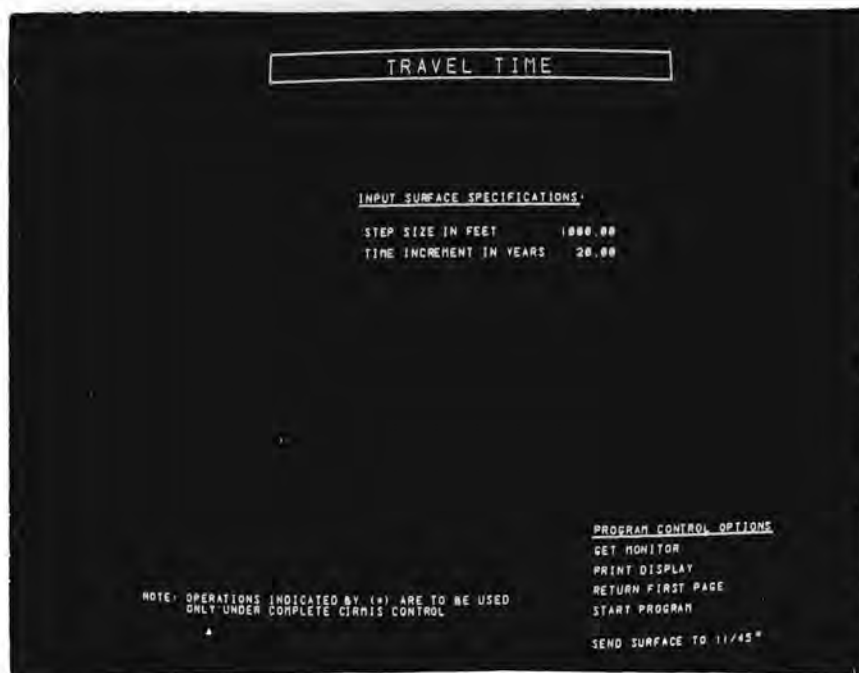 TRAVEL TIME
INPUT SURFACE SPECIFICATIONS:
STEP SIZE IN FEET 1000.00
TIME INCREMENT IN YEARS 20.00
PROGRAM CONTROL OPTIONS
GET MONITOR
PRINT DISPLAY
RETURN FIRST PAGE
START PROGRAM
SEND SURFACE TO 11/45*
NOTE: OPERATIONS INDICATED BY (*) ARE TO BE USED
ONLY UNDER COMPLETE CIRMIS CONTROL